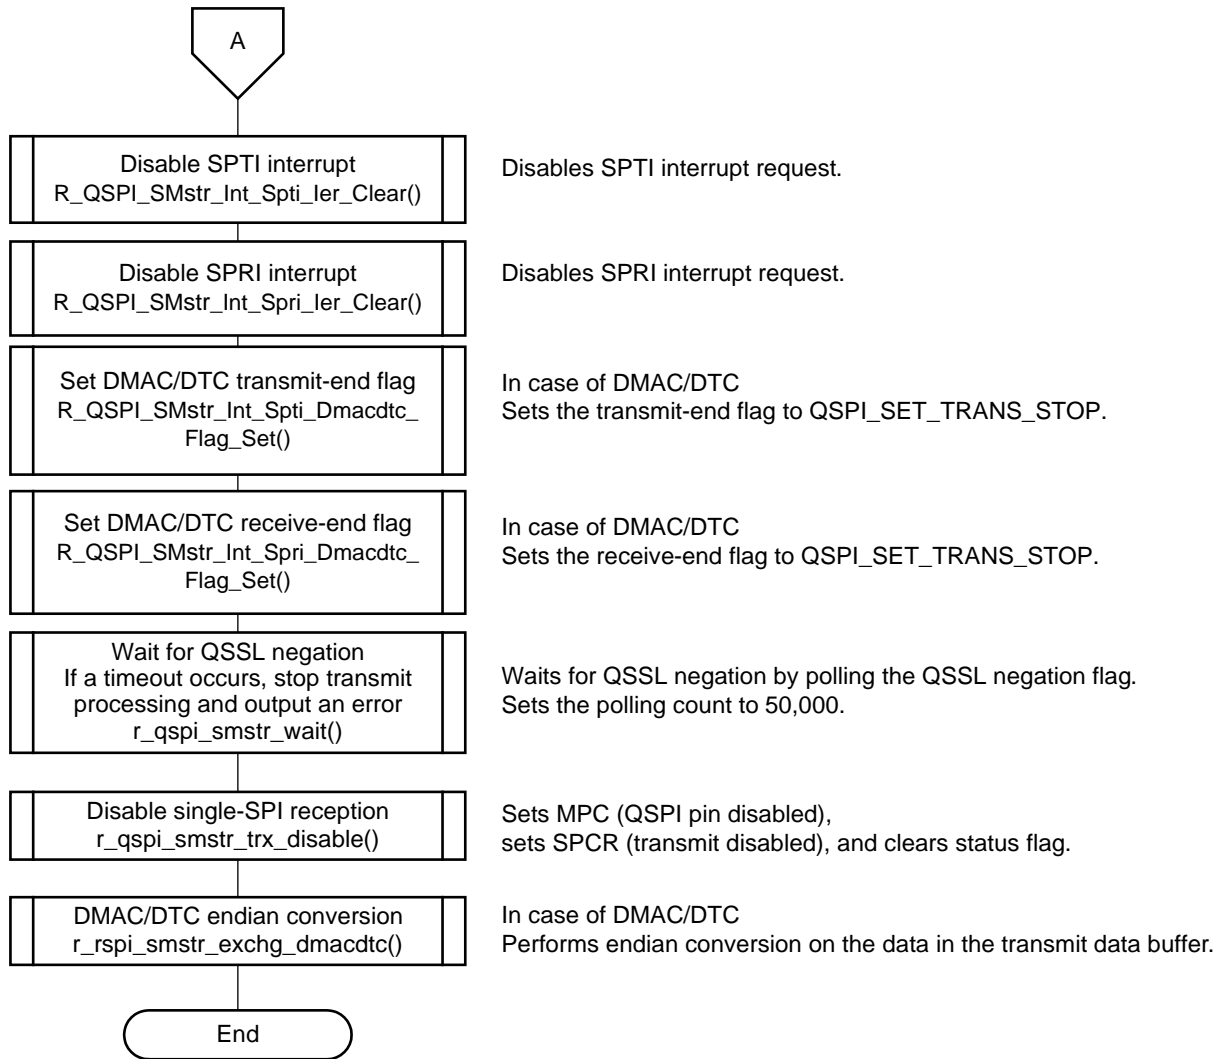 A
Disable SPTI interrupt
R_QSPI_SMstr_Int_Spti_Ier_Clear()
Disables SPTI interrupt request.
Disable SPRI interrupt
R_QSPI_SMstr_Int_Spri_Ier_Clear()
Disables SPRI interrupt request.
Set DMAC/DTC transmit-end flag
R_QSPI_SMstr_Int_Spti_Dmacdtc_
Flag_Set()
In case of DMAC/DTC
Sets the transmit-end flag to QSPI_SET_TRANS_STOP.
Set DMAC/DTC receive-end flag
R_QSPI_SMstr_Int_Spri_Dmacdtc_
Flag_Set()
In case of DMAC/DTC
Sets the receive-end flag to QSPI_SET_TRANS_STOP.
Wait for QSSL negation
If a timeout occurs, stop transmit
processing and output an error
r_qspi_smstr_wait()
Waits for QSSL negation by polling the QSSL negation flag.
Sets the polling count to 50,000.
Disable single-SPI reception
r_qspi_smstr_trx_disable()
Sets MPC (QSPI pin disabled),
sets SPCR (transmit disabled), and clears status flag.
DMAC/DTC endian conversion
r_rspi_smstr_exchg_dmacdtc()
In case of DMAC/DTC
Performs endian conversion on the data in the transmit data buffer.
End